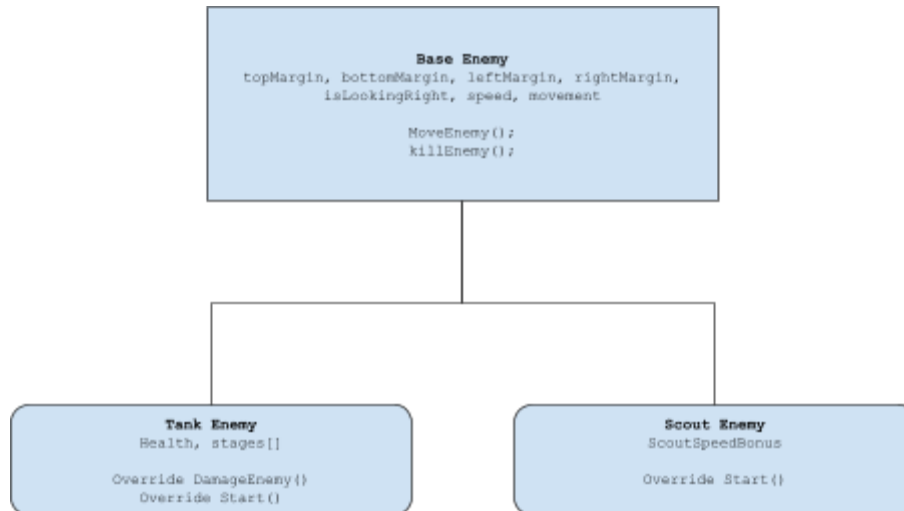 Base Enemy
topMargin, bottomMargin, leftMargin, rightMargin,
isLookingRight, speed, movement
MoveEnemy();
killEnemy();
Tank Enemy
Health, stages[]
Override DamageEnemy()
Override Start()
Scout Enemy
ScoutSpeedBonus
Override Start()